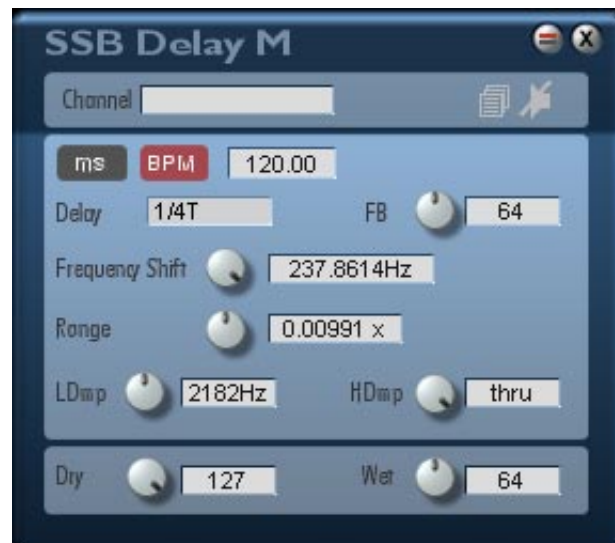 SSB Delay M
Channel
ms BPM 120.00
Delay 1/4T FB 64
Frequency Shift 237.8614Hz
Range 0.00991 x
LDmp 2182Hz HDmp thru
Dry 127 Wet 64